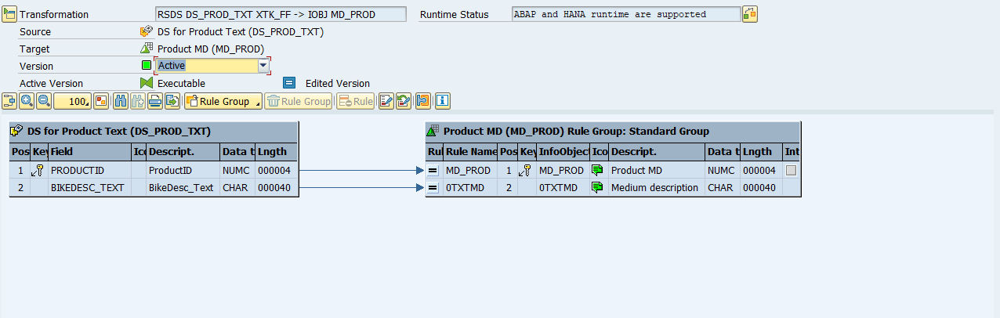 Transformation RSDS DS_PROD_TXT XTK_FF -> IOBJ MD_PROD Runtime Status ABAP and HANA runtime are supported
Source DS for Product Text (DS_PROD_TXT)
Target Product MD (MD_PROD)
Version Active
Active Version Executable Edited Version
100 Rule Group Rule Group Rule
DS for Product Text (DS_PROD_TXT) Product MD (MD_PROD) Rule Group: Standard Group
Pos Key Field Ico Descript. Data t Lngth Rul Rule Name Pos Key InfoObject Ico Descript. Data t Lngth Int
1 PRODUCTID ProductID NUMC 000004 MD_PROD 1 MD_PROD Product MD NUMC 000004
2 BIKEDESC_TEXT BikeDesc_Text CHAR 000040 0TXTMD 2 0TXTMD Medium description CHAR 000040